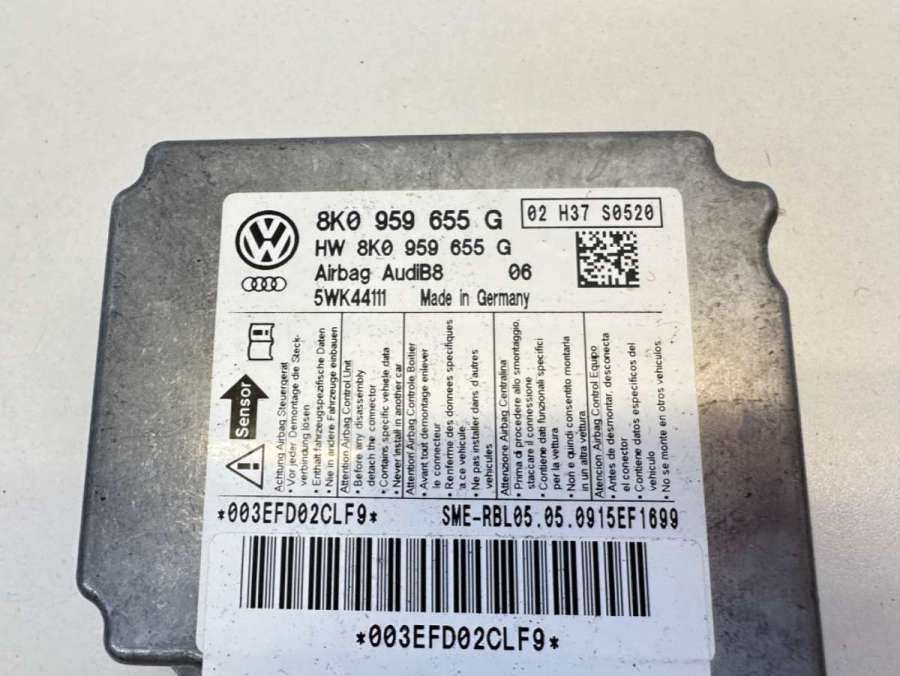 8K0 959 655 G
02 H37 S0520
HW 8K0 959 655 G
Airbag AudiB8 06
5WK44111 Made in Germany
Sensor
Achtung Airbag Steuergerät
• Vor jeder Demontage die Steck-
verbindung lösen
• Enthält fahrzeugspezifische Daten
• Nie in andere Fahrzeuge einbauen
Attention Airbag Control Unit
• Before any disassembly
detach the connector
• Contains specific vehicle data
• Never install in another car
Attention Airbag Controle Boitier
• Avant tout demontage enlever
le connecteur
• Renferme des donnees specifiques
a ce vehicule
• Ne pas installer dans d'autres
vehicules
Attenzione Airbag Centralina
• Prima di procedere allo smontaggio,
staccare il connessione
• Contiene dati funzionali specifici
per la vettura
• Non e quindi consentito montarla
in un altra vettura
Atencion Airbag Control Equipo
• Antes de desmontar, desconecta
el conector
• Contiene datos especificos del
vehiculo
• No se monte en otros vehiculos
*003EFD02CLF9*
SME-RBL05.05.0915EF1699
*003EFD02CLF9*